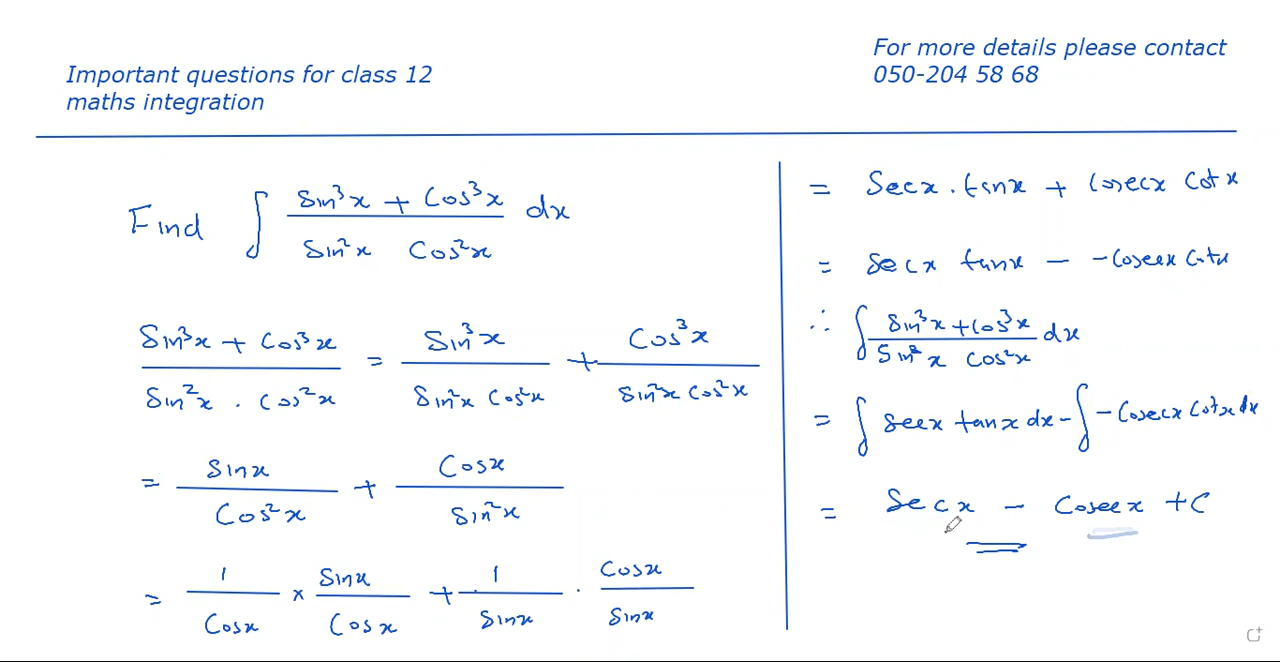 Important questions for class 12
maths integration
For more details please contact
050-204 58 68
Find ∫ (Sin³x + Cos³x)/(Sin²x Cos²x) dx
(Sin³x + Cos³x)/(Sin²x . Cos²x) = Sin³x/(Sin²x Cos²x) + Cos³x/(Sin²x Cos²x)
= Sinx/Cos²x + Cosx/Sin²x
= 1/Cosx × Sinx/Cosx + 1/Sinx . Cosx/Sinx
= Secx . tanx + Cosecx Cotx
= Secx tanx − −Cosecx Cotx
∴ ∫ (Sin³x + Cos³x)/(Sin²x Cos²x) dx
= ∫ Secx tanx dx − ∫ −Cosecx Cotx dx
= Secx − Cosecx + C